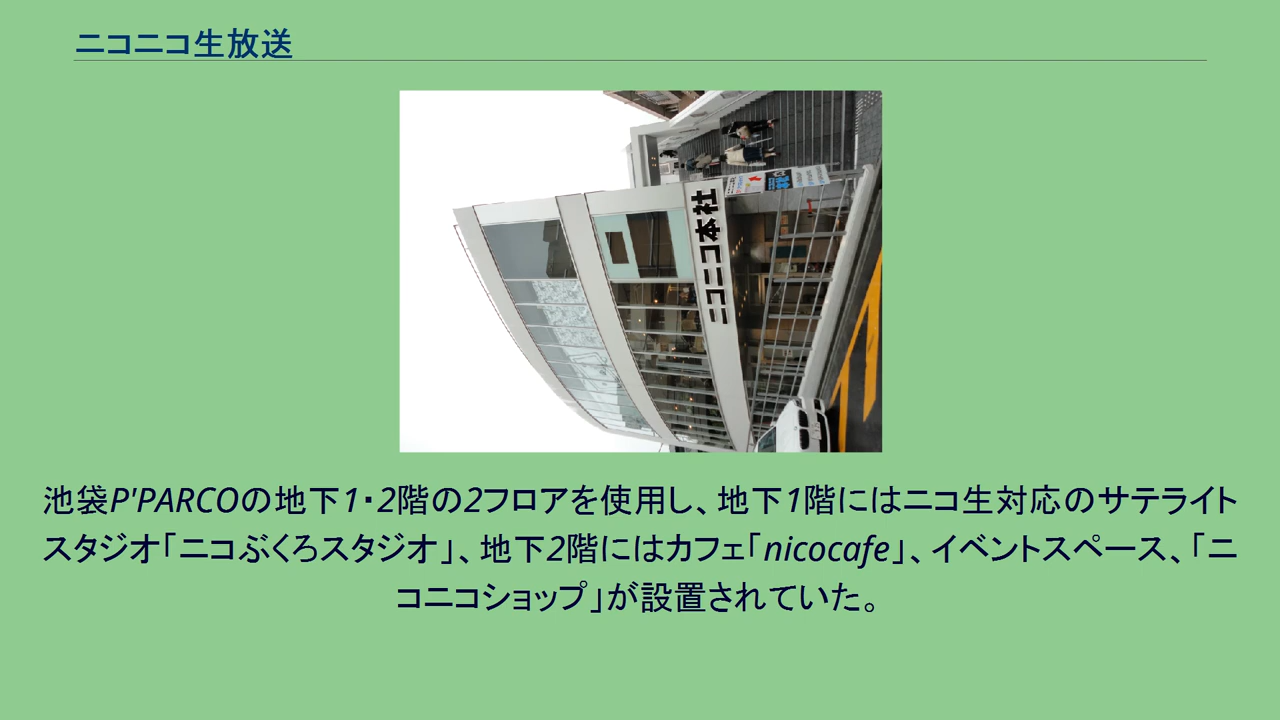 ニコニコ生放送
ニコニコ本社
池袋P'PARCOの地下1・2階の2フロアを使用し、地下1階にはニコ生対応のサテライト
スタジオ「ニコぶくろスタジオ」、地下2階にはカフェ「nicocafe」、イベントスペース、「ニ
コニコショップ」が設置されていた。